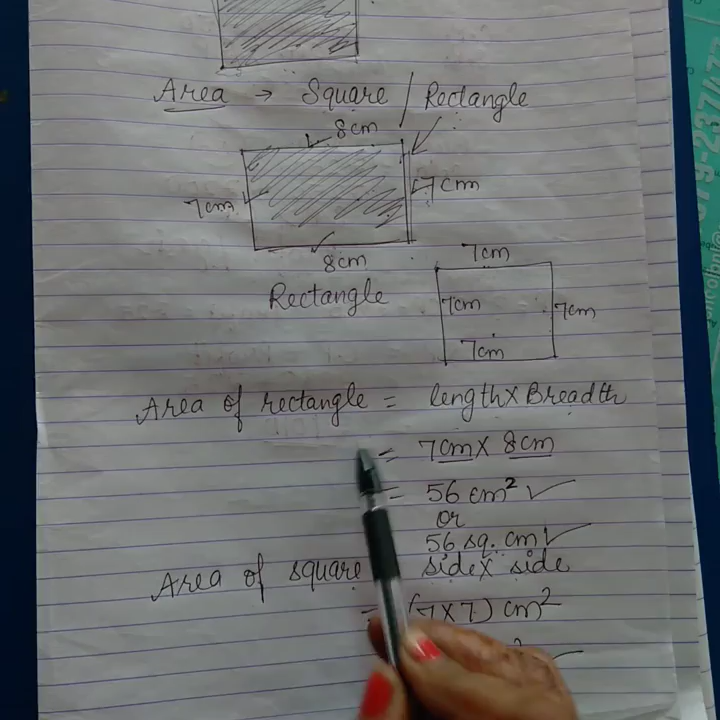 Area → Square / Rectangle
8cm
7cm
7cm
8cm
Rectangle
7cm
7cm
7cm
7cm
Area of rectangle = length x Breadth
= 7cm x 8cm
= 56 cm² ✓
or
56 sq. cm ✓
Area of square side x side
= (7 x 7) cm²